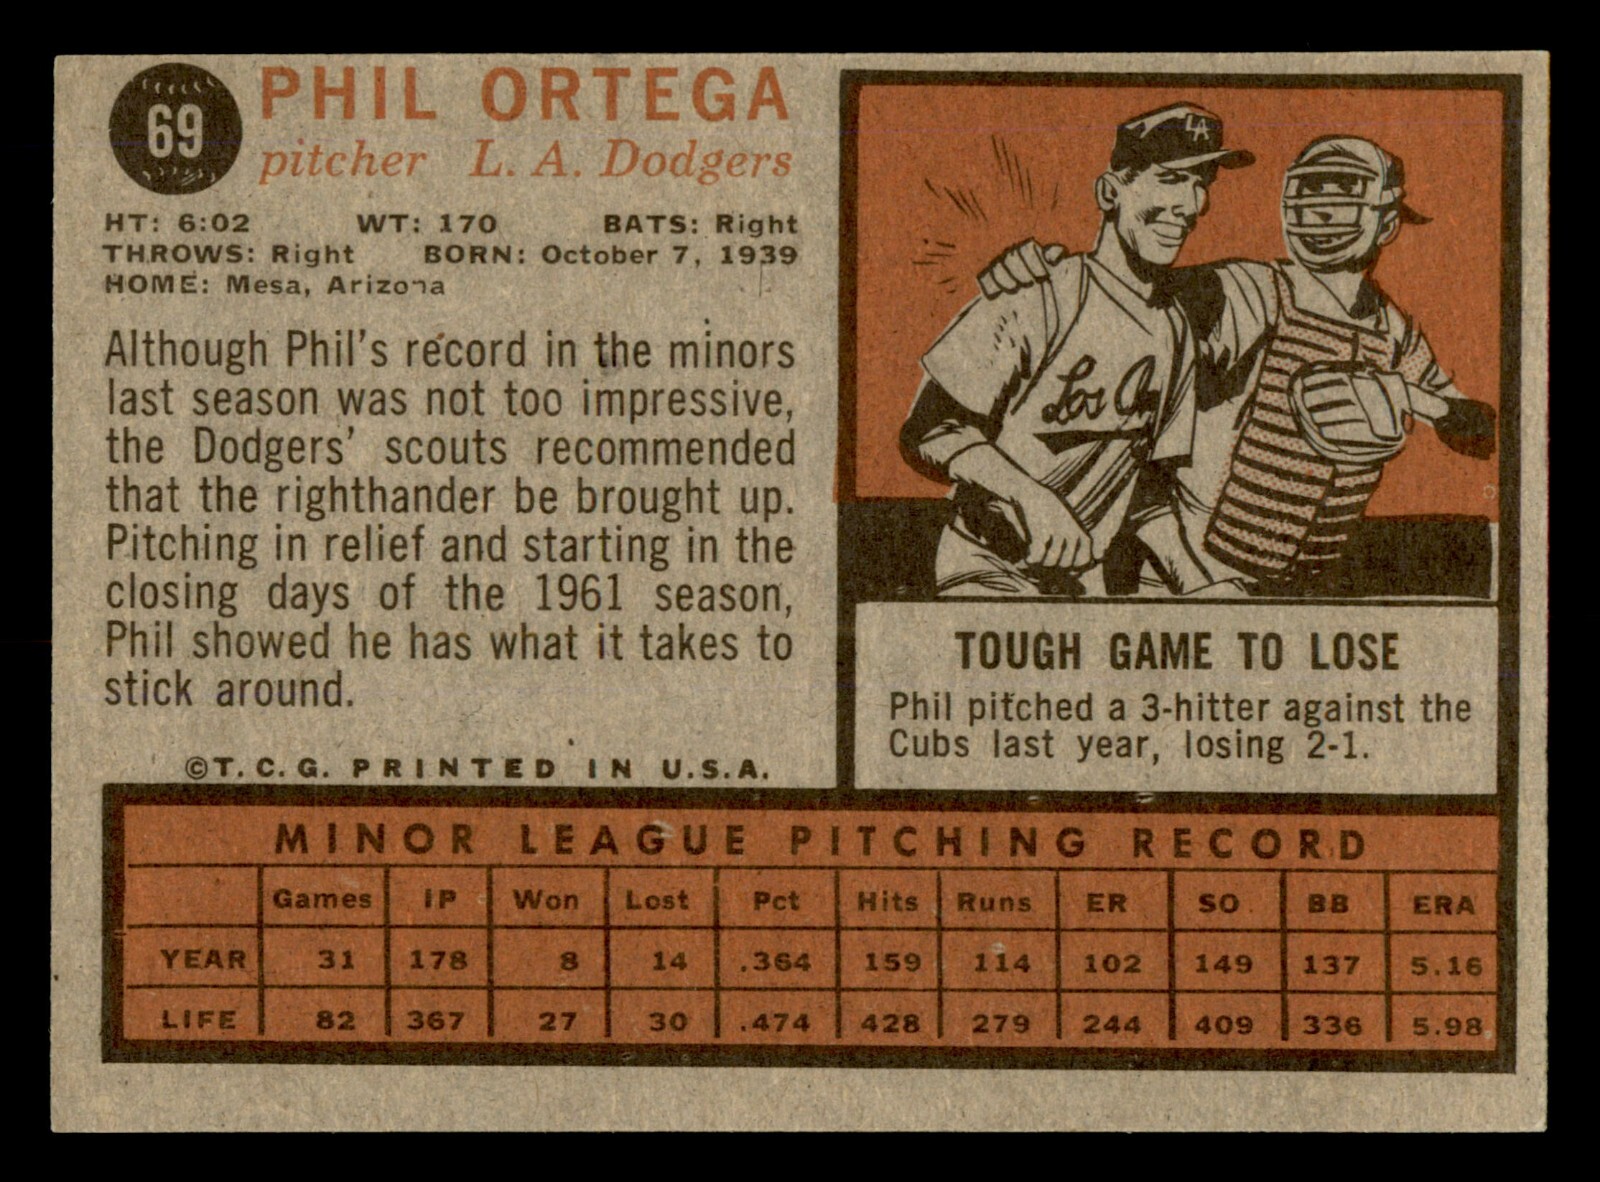 69
PHIL ORTEGA
pitcher L. A. Dodgers
HT: 6:02 WT: 170 BATS: Right
THROWS: Right BORN: October 7, 1939
HOME: Mesa, Arizona
Although Phil's record in the minors
last season was not too impressive,
the Dodgers' scouts recommended
that the righthander be brought up.
Pitching in relief and starting in the
closing days of the 1961 season,
Phil showed he has what it takes to
stick around.
©T. C. G. PRINTED IN U.S.A.
LA
Los An
TOUGH GAME TO LOSE
Phil pitched a 3-hitter against the
Cubs last year, losing 2-1.
MINOR LEAGUE PITCHING RECORD
Games IP Won Lost Pct Hits Runs ER SO BB ERA
YEAR 31 178 8 14 .364 159 114 102 149 137 5.16
LIFE 82 367 27 30 .474 428 279 244 409 336 5.98